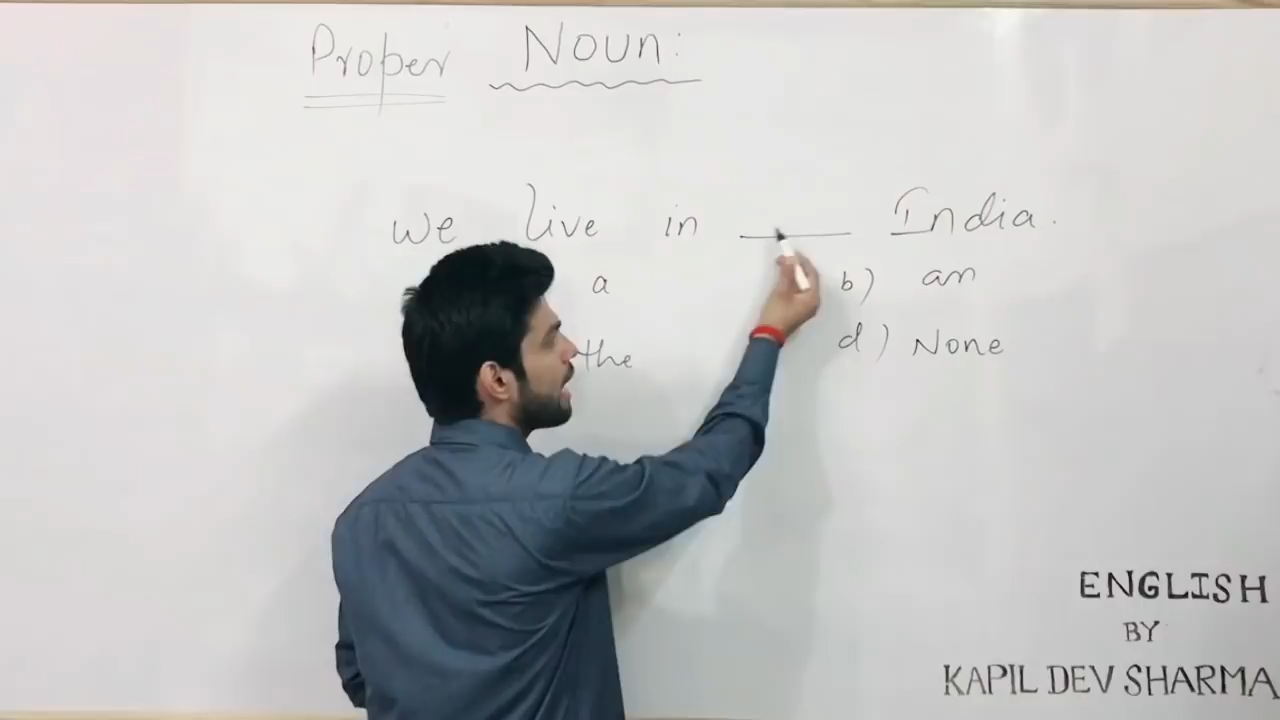 Proper Noun:
We live in ____ India.
a b) an
the d) None
ENGLISH
BY
KAPIL DEV SHARMA